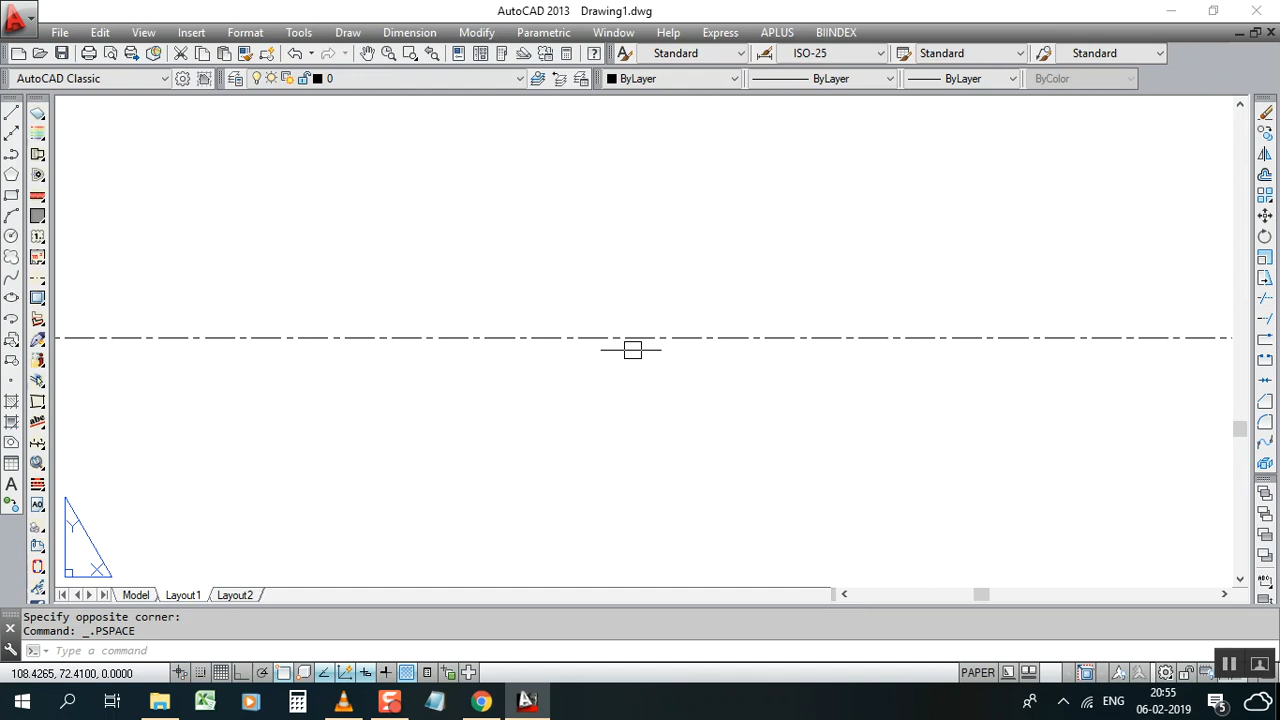 AutoCAD 2013 Drawing1.dwg
File Edit View Insert Format Tools Draw Dimension Modify Parametric Window Help Express APLUS BIINDEX
Standard ISO-25 Standard Standard
AutoCAD Classic 0 ByLayer ByLayer ByLayer ByColor
A
Y
X
Model Layout1 Layout2
Specify opposite corner:
Command: _.PSPACE
Type a command
108.4265, 72.4100, 0.0000 PAPER
ENG
20:55
06-02-2019
5